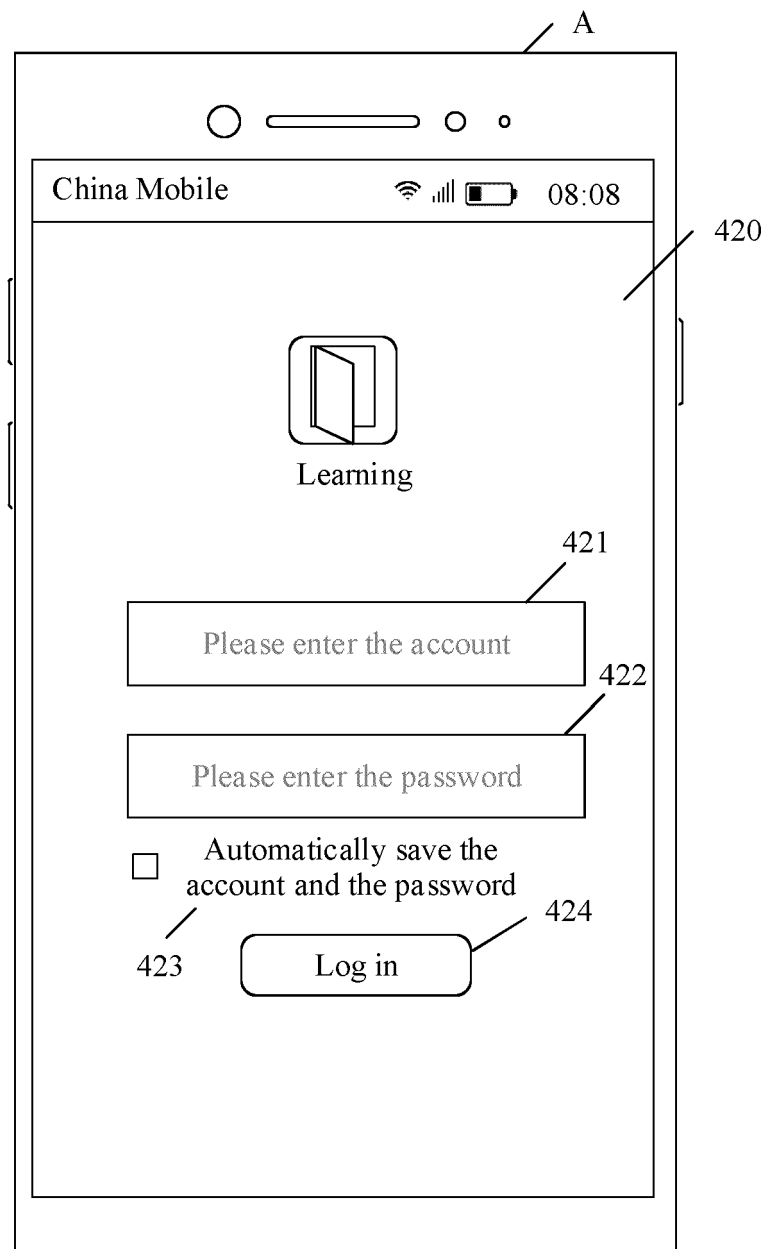 A
China Mobile 08:08
420
Learning
421
Please enter the account
422
Please enter the password
Automatically save the
account and the password
424
423
Log in